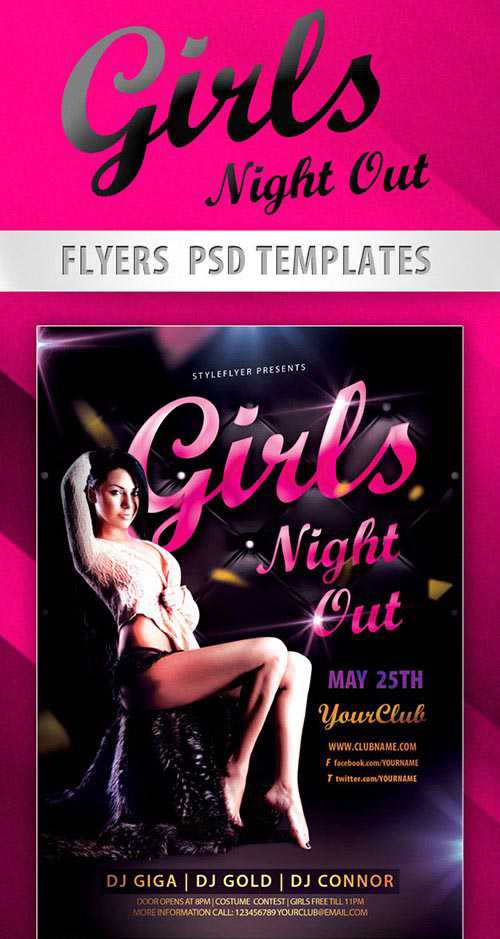 Girls
Night Out
FLYERS PSD TEMPLATES
STYLEFLYER PRESENTS
Girls
Night
Out
MAY 25TH
YourClub
WWW.CLUBNAME.COM
F facebook.com/YOURNAME
T twitter.com/YOURNAME
DJ GIGA | DJ GOLD | DJ CONNOR
DOOR OPENS AT 8PM | COSTUME CONTEST | GIRLS FREE TILL 11PM
MORE INFORMATION CALL: 123456789 YOURCLUB@EMAIL.COM